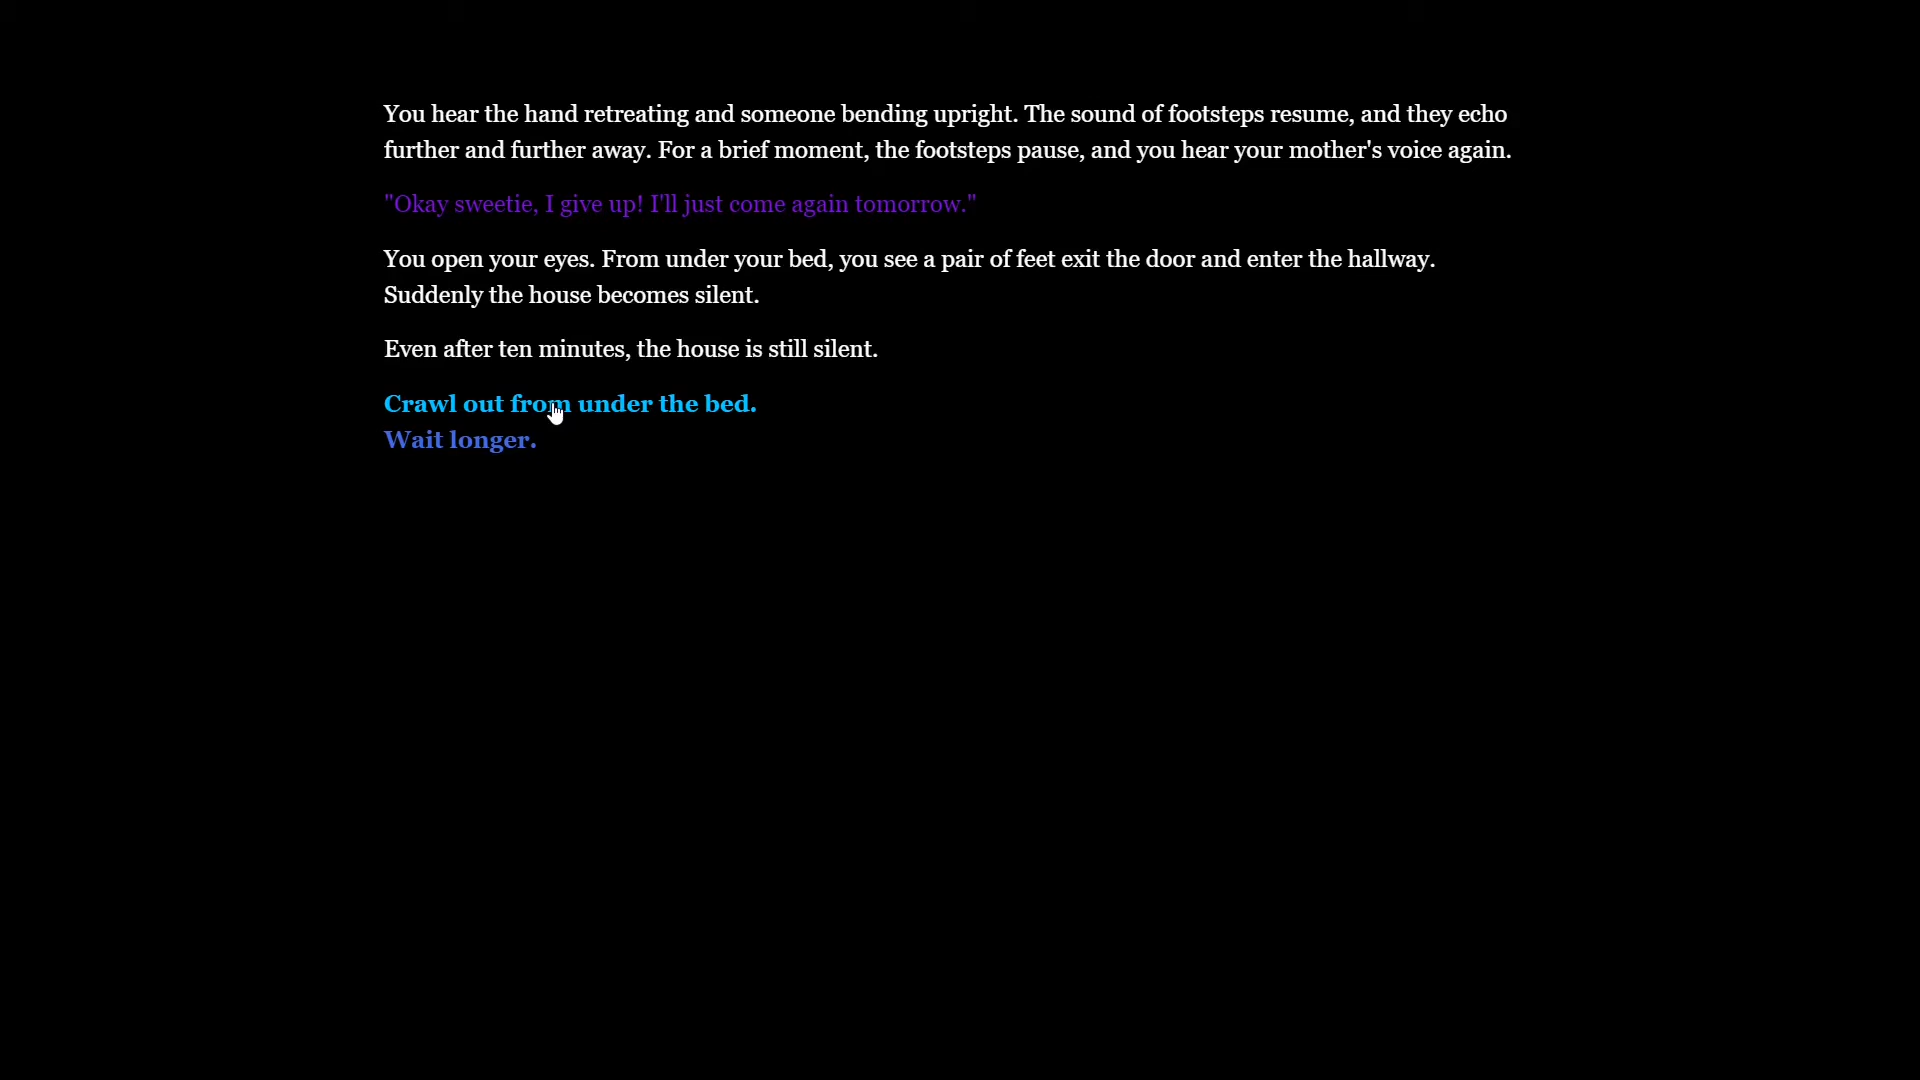 You hear the hand retreating and someone bending upright. The sound of footsteps resume, and they echo
further and further away. For a brief moment, the footsteps pause, and you hear your mother's voice again.
"Okay sweetie, I give up! I'll just come again tomorrow."
You open your eyes. From under your bed, you see a pair of feet exit the door and enter the hallway.
Suddenly the house becomes silent.
Even after ten minutes, the house is still silent.
Crawl out from under the bed.
Wait longer.